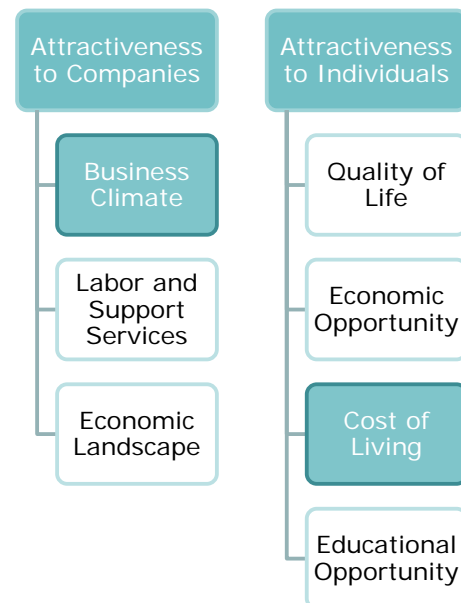 Attractiveness
to Companies
Business
Climate
Labor and
Support
Services
Economic
Landscape
Attractiveness
to Individuals
Quality of
Life
Economic
Opportunity
Cost of
Living
Educational
Opportunity